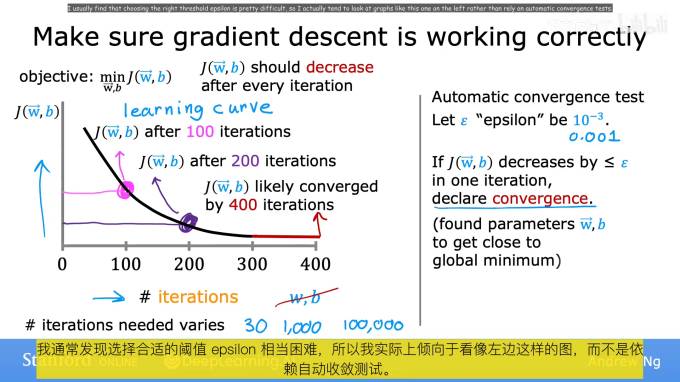 I usually find that choosing the right threshold epsilon is pretty difficult, so I actually tend to look at graphs like this one on the left rather than rely on automatic convergence tests.
Make sure gradient descent is working correctly
objective: min J(w⃗, b)
w⃗,b
J(w⃗, b) should decrease
after every iteration
J(w⃗, b)
learning curve
J(w⃗, b) after 100 iterations
J(w⃗, b) after 200 iterations
J(w⃗, b) likely converged
by 400 iterations
0 100 200 300 400
# iterations
w, b
# iterations needed varies 30 1,000 100,000
Automatic convergence test
Let ε “epsilon” be 10⁻³.
0.001
If J(w⃗, b) decreases by ≤ ε
in one iteration,
declare convergence.
(found parameters w⃗, b
to get close to
global minimum)
我通常发现选择合适的阈值 epsilon 相当困难，所以我实际上倾向于看像左边这样的图，而不是依
赖自动收敛测试。
Stanford ONLINE DeepLearning Andrew Ng